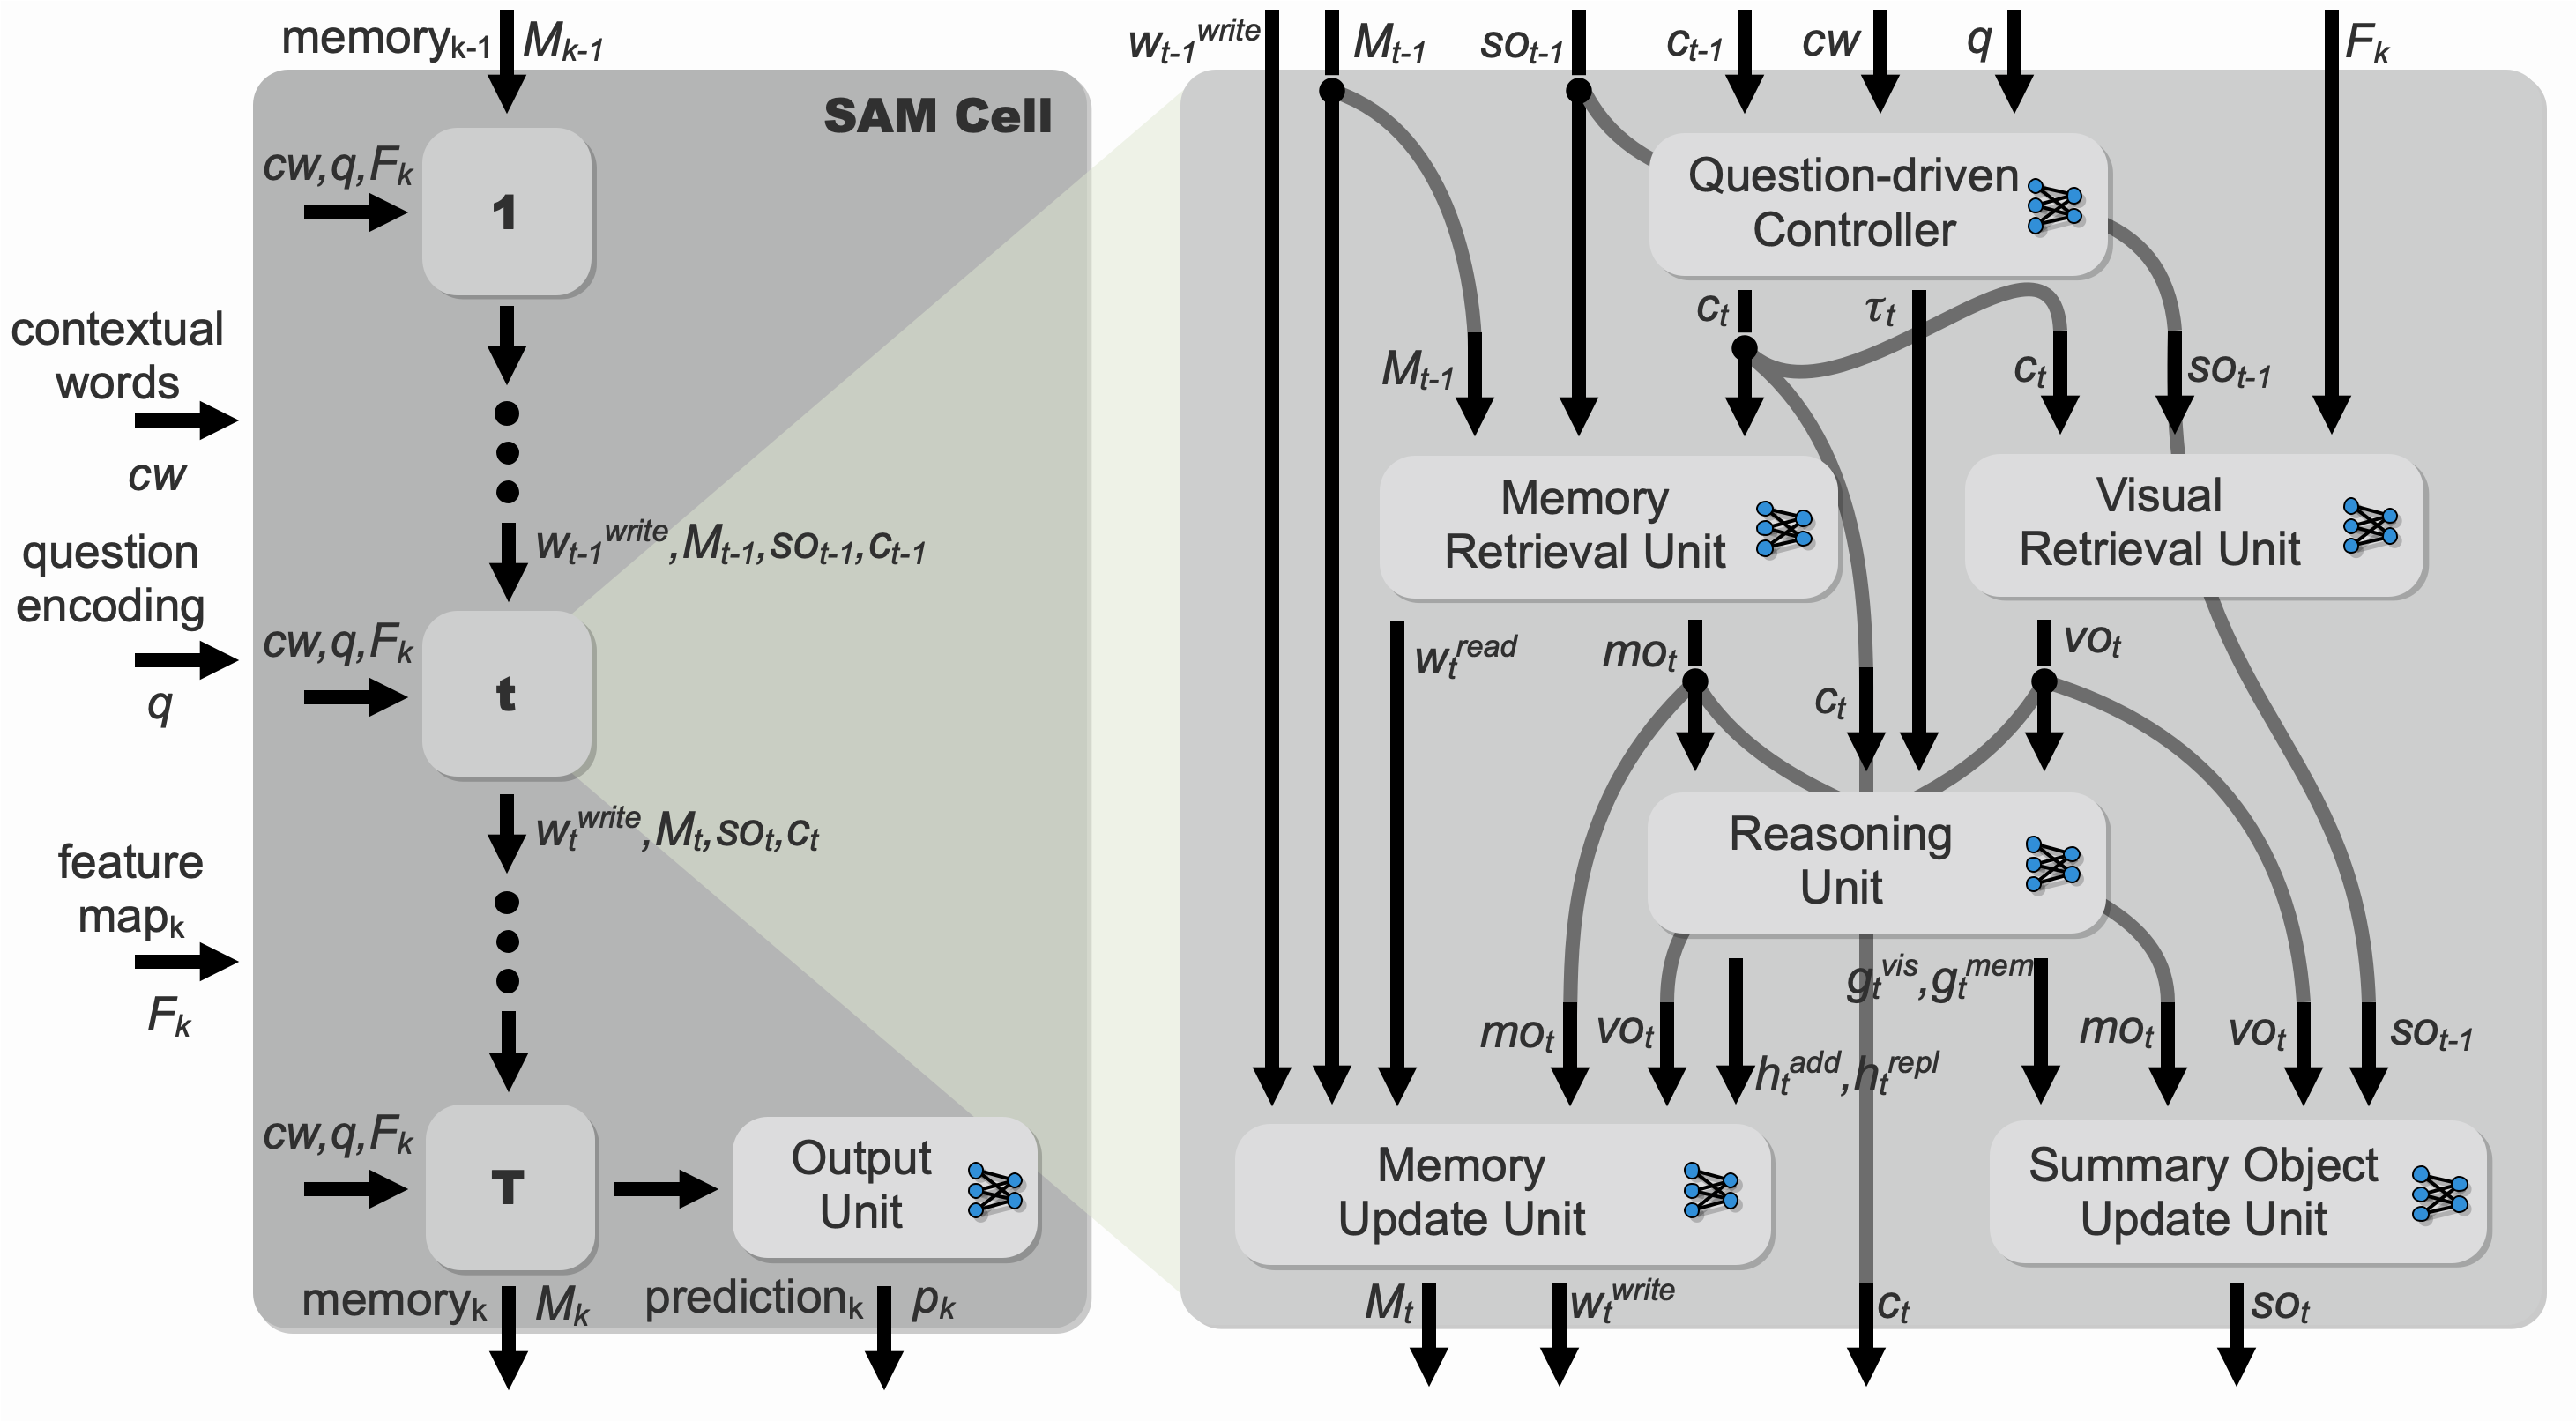 memoryk-1 Mk-1
SAM Cell
cw,q,Fk
1
contextual
words
cw
wt-1write,Mt-1,sot-1,ct-1
question
encoding
q
cw,q,Fk
t
wtwrite,Mt,sot,ct
feature
mapk
Fk
cw,q,Fk
T
Output
Unit
memoryk Mk
predictionk pk
wt-1write Mt-1 sot-1 ct-1 cw q Fk
Question-driven
Controller
ct τt
Mt-1 ct sot-1
Memory
Retrieval Unit
Visual
Retrieval Unit
wtread mot ct vot
Reasoning
Unit
gtvis,gtmem
mot vot htadd,htrepl mot vot sot-1
Memory
Update Unit
Summary Object
Update Unit
Mt wtwrite ct sot